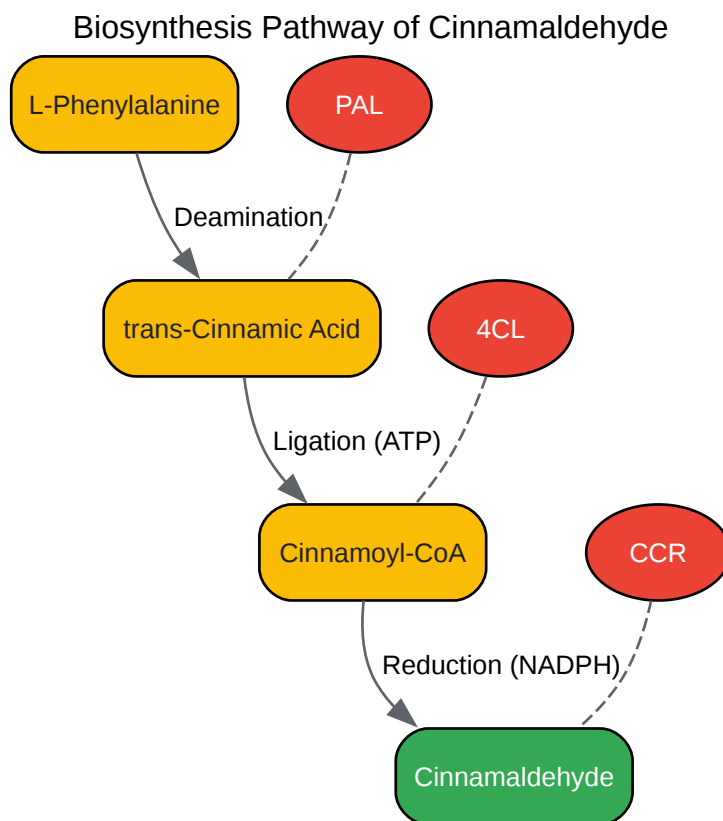 Biosynthesis Pathway of Cinnamaldehyde
L-Phenylalanine
PAL
Deamination
trans-Cinnamic Acid
4CL
Ligation (ATP)
Cinnamoyl-CoA
CCR
Reduction (NADPH)
Cinnamaldehyde